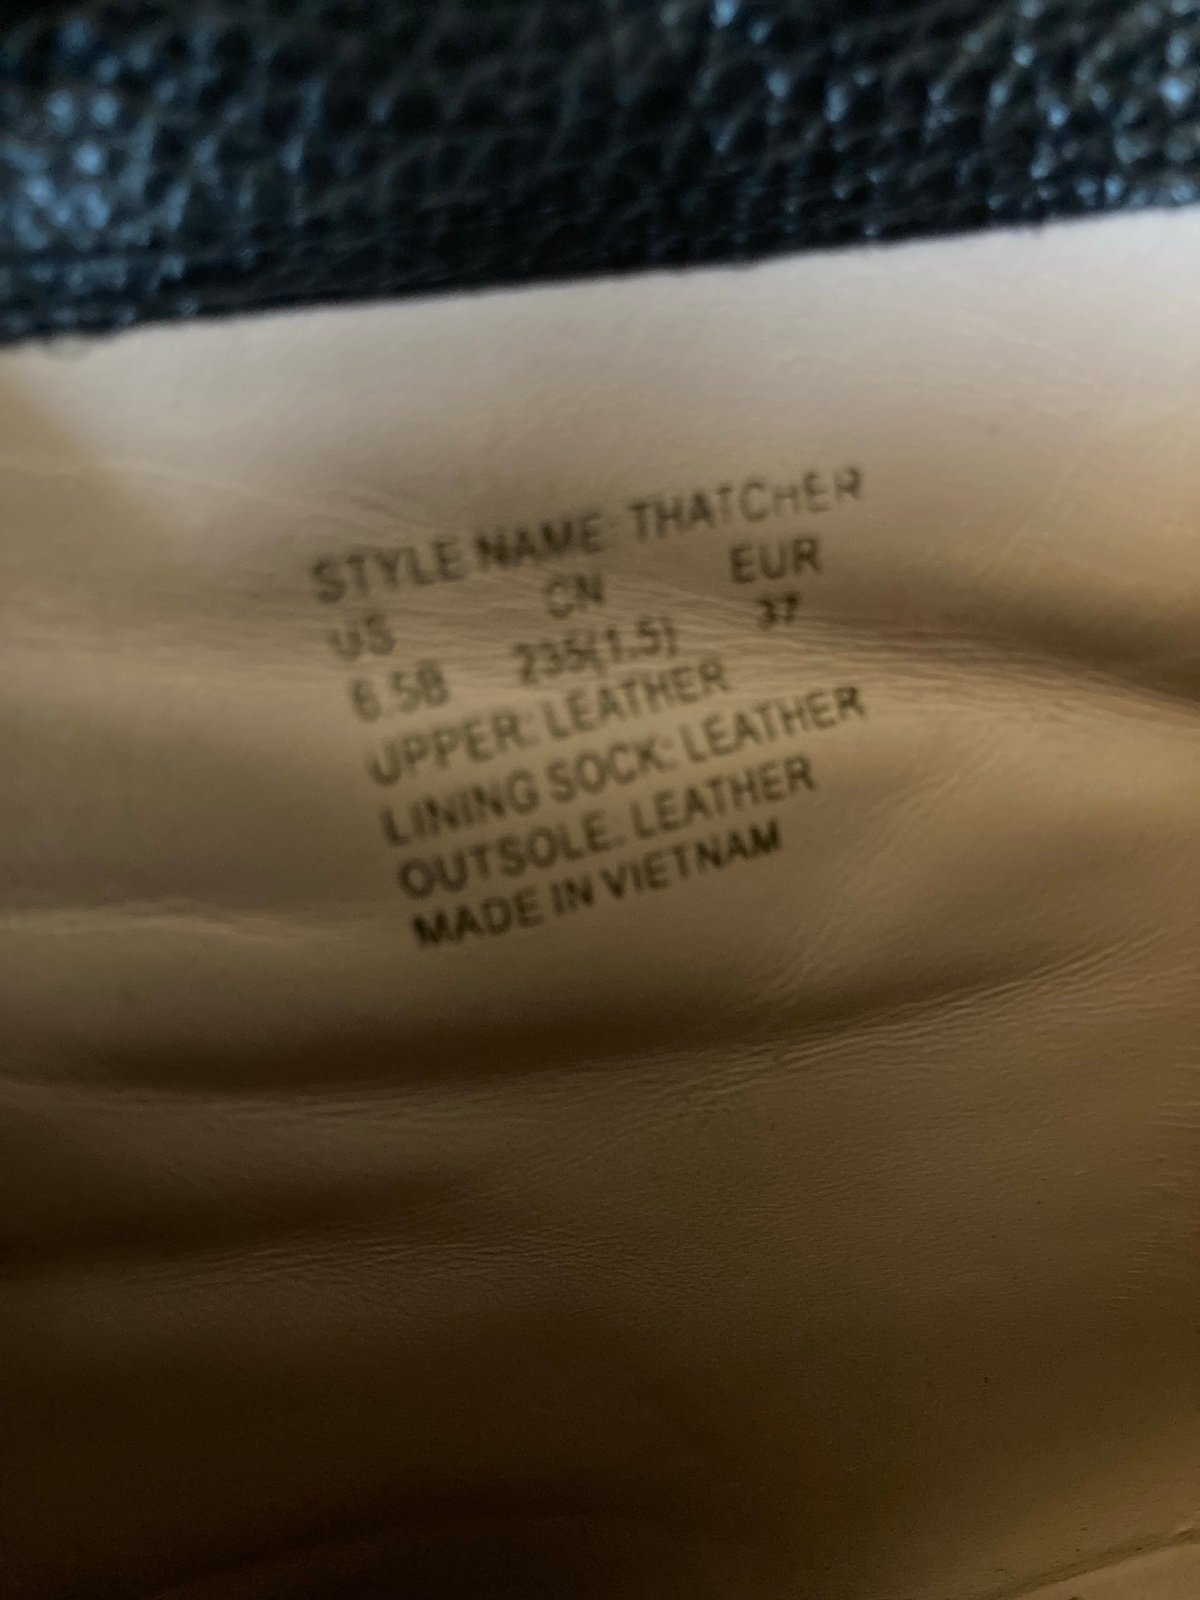 STYLE NAME: THATCHER
US CN EUR
6.5B 235(1.5) 37
UPPER: LEATHER
LINING SOCK: LEATHER
OUTSOLE: LEATHER
MADE IN VIETNAM